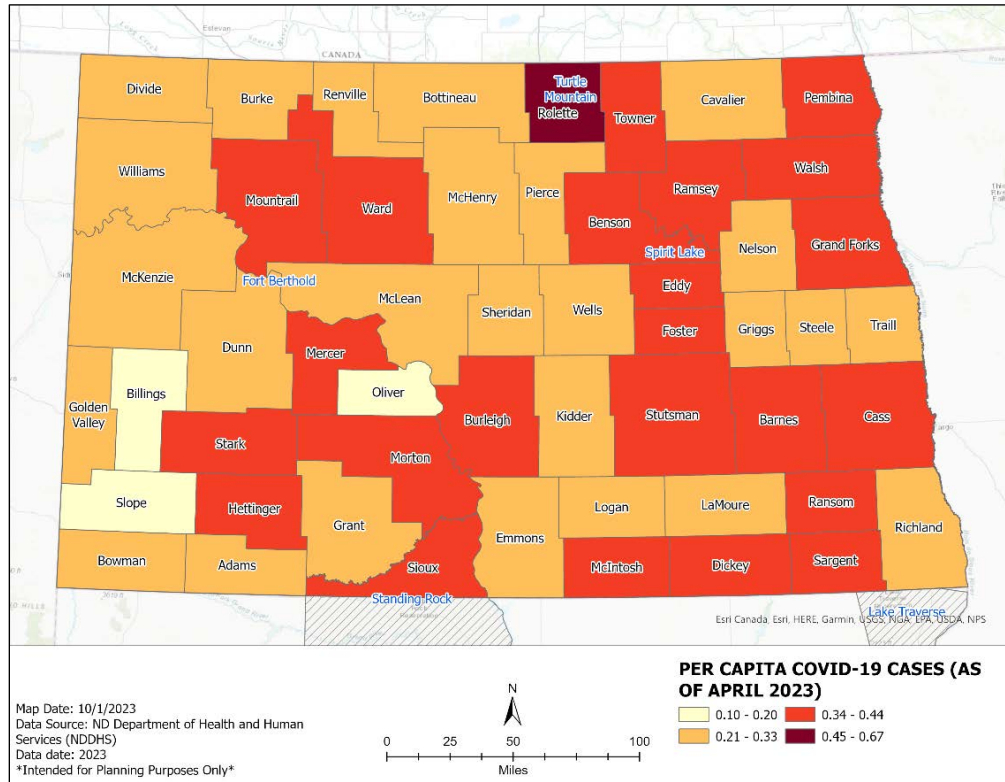 Estevan
CANADA
Divide
Burke
Renville
Bottineau
Turtle
Mountain
Rolette
Towner
Cavalier
Pembina
Williams
Mountrail
Ward
McHenry
Pierce
Benson
Ramsey
Walsh
Nelson
Grand Forks
Spirit Lake
McKenzie
Fort Berthold
McLean
Sheridan
Wells
Eddy
Foster
Griggs
Steele
Traill
Dunn
Mercer
Oliver
Billings
Golden
Valley
Burleigh
Kidder
Stutsman
Barnes
Cass
Stark
Morton
Slope
Hettinger
Grant
Emmons
Logan
LaMoure
Ransom
Richland
Bowman
Adams
Sioux
McIntosh
Dickey
Sargent
Standing Rock
Lake Traverse
Esri Canada, Esri, HERE, Garmin, USGS, NGA, EPA, USDA, NPS
PER CAPITA COVID-19 CASES (AS
OF APRIL 2023)
0.10 - 0.20 0.34 - 0.44
0.21 - 0.33 0.45 - 0.67
Map Date: 10/1/2023
Data Source: ND Department of Health and Human
Services (NDDHS)
Data date: 2023
*Intended for Planning Purposes Only*
N
0 25 50 100
Miles